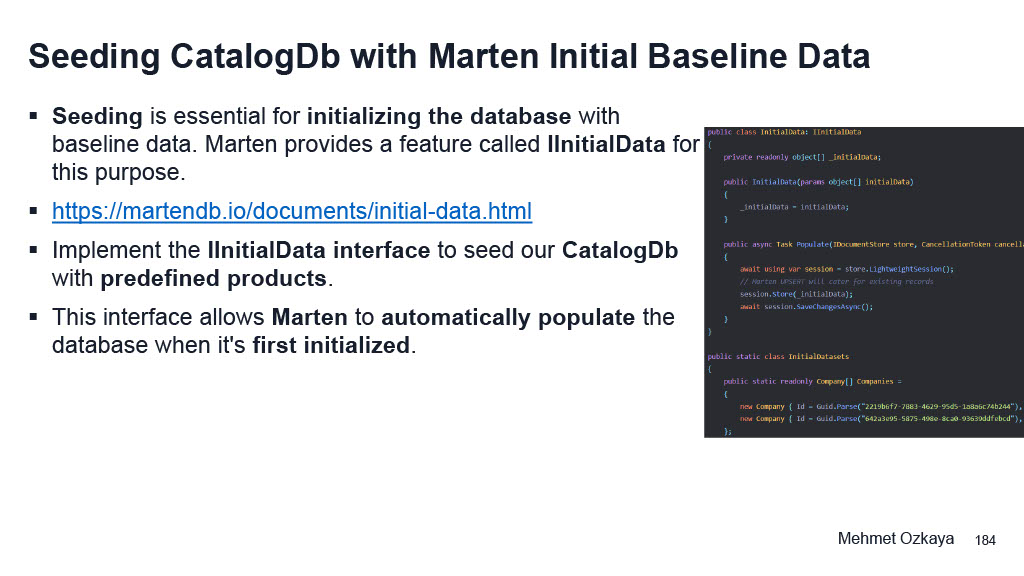 Seeding CatalogDb with Marten Initial Baseline Data
▪ Seeding is essential for initializing the database with
baseline data. Marten provides a feature called IInitialData for
this purpose.
▪ https://martendb.io/documents/initial-data.html
▪ Implement the IInitialData interface to seed our CatalogDb
with predefined products.
▪ This interface allows Marten to automatically populate the
database when it's first initialized.
public class InitialData: IInitialData
{
private readonly object[] _initialData;
public InitialData(params object[] initialData)
{
_initialData = initialData;
}
public async Task Populate(IDocumentStore store, CancellationToken cancella
{
await using var session = store.LightweightSession();
// Marten UPSERT will cater for existing records
session.Store(_initialData);
await session.SaveChangesAsync();
}
}
public static class InitialDatasets
{
public static readonly Company[] Companies =
{
new Company { Id = Guid.Parse("2219b6f7-7883-4629-95d5-1a8a6c74b244"),
new Company { Id = Guid.Parse("642a3e95-5875-498e-8ca0-93639ddfebcd"),
};
Mehmet Ozkaya
184